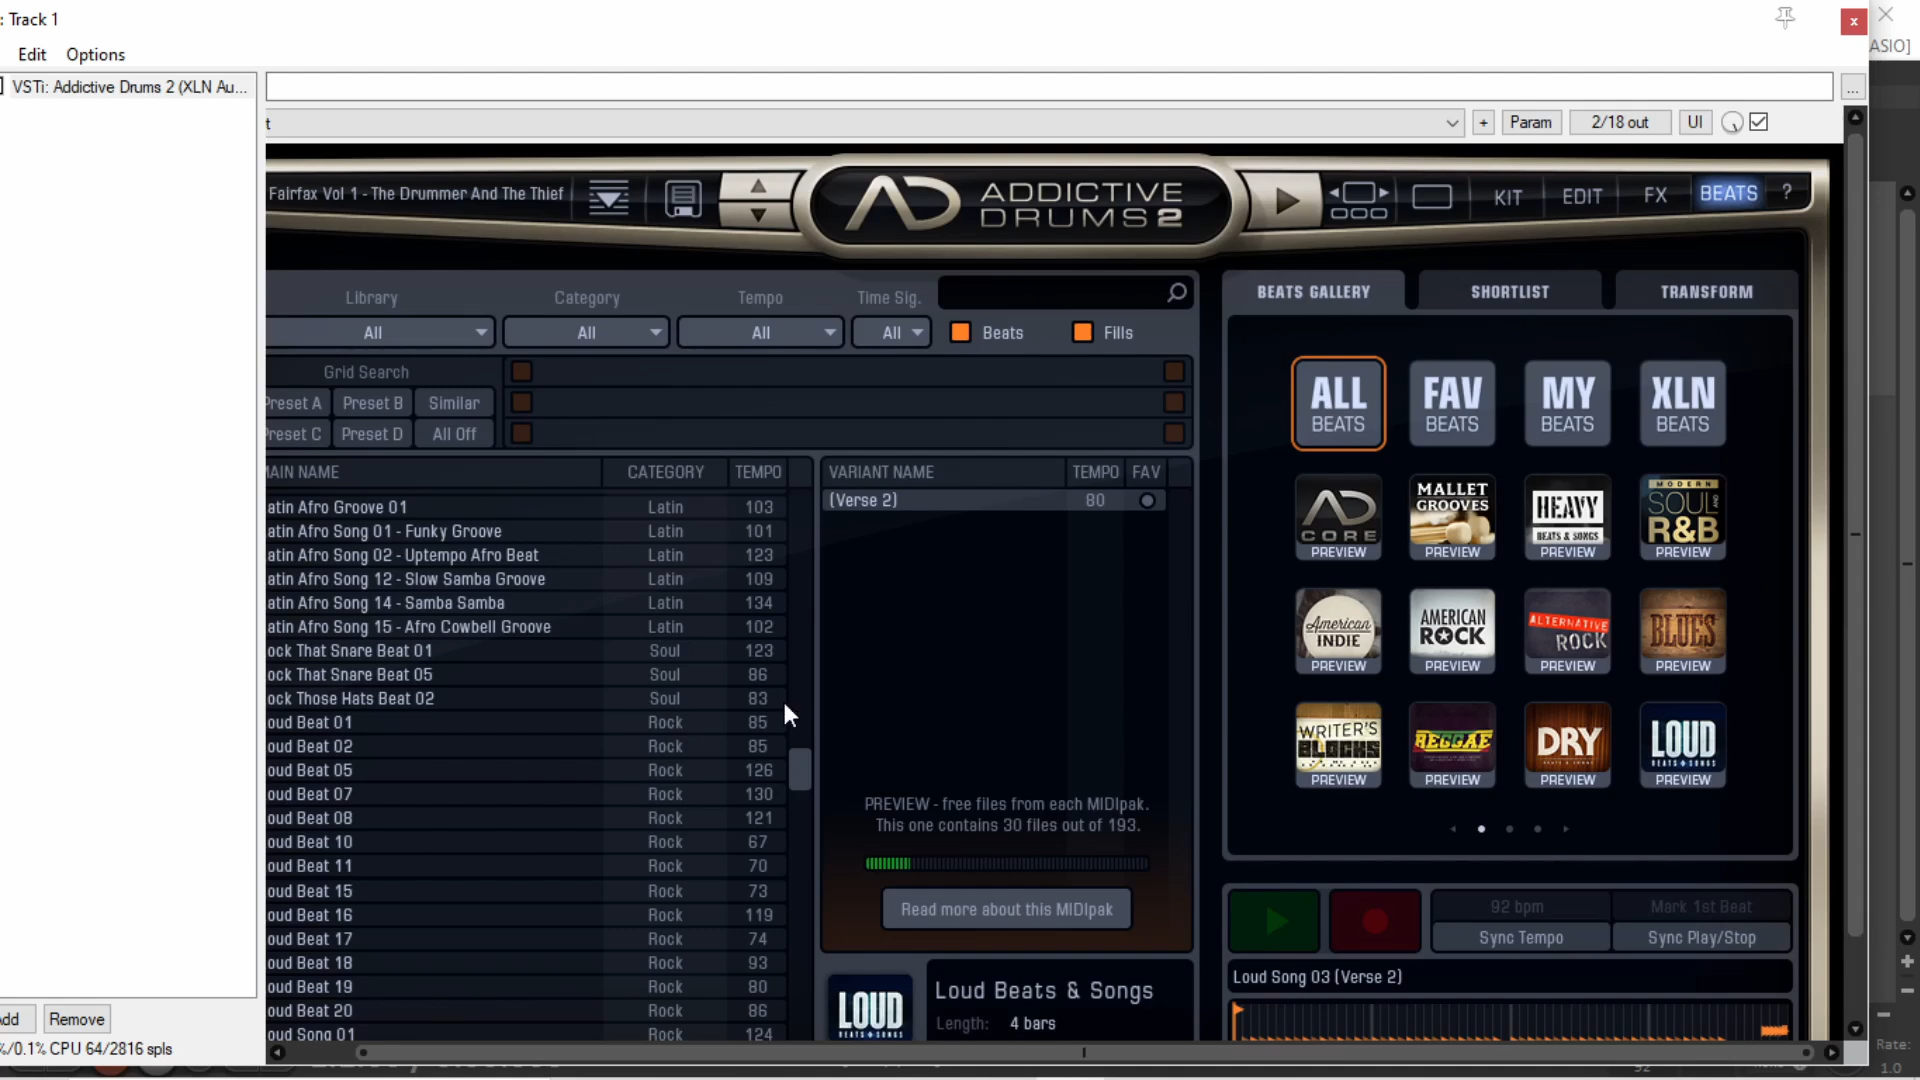 : Track 1
ASIO]
Edit Options
VSTi: Addictive Drums 2 (XLN Au...
...
t
+ Param 2/18 out UI
Fairfax Vol 1 - The Drummer And The Thief
ADDICTIVE
DRUMS 2
KIT EDIT FX BEATS ?
Library Category Tempo Time Sig.
All All All All Beats Fills
Grid Search
Preset A Preset B Similar
Preset C Preset D All Off
MAIN NAME CATEGORY TEMPO
atin Afro Groove 01 Latin 103
atin Afro Song 01 - Funky Groove Latin 101
atin Afro Song 02 - Uptempo Afro Beat Latin 123
atin Afro Song 12 - Slow Samba Groove Latin 109
atin Afro Song 14 - Samba Samba Latin 134
atin Afro Song 15 - Afro Cowbell Groove Latin 102
ock That Snare Beat 01 Soul 123
ock That Snare Beat 05 Soul 86
ock Those Hats Beat 02 Soul 83
oud Beat 01 Rock 85
oud Beat 02 Rock 85
oud Beat 05 Rock 126
oud Beat 07 Rock 130
oud Beat 08 Rock 121
oud Beat 10 Rock 67
oud Beat 11 Rock 70
oud Beat 15 Rock 73
oud Beat 16 Rock 119
oud Beat 17 Rock 74
oud Beat 18 Rock 93
oud Beat 19 Rock 80
oud Beat 20 Rock 86
oud Song 01 Rock 124
VARIANT NAME TEMPO FAV
(Verse 2) 80
PREVIEW - free files from each MIDIpak.
This one contains 30 files out of 193.
Read more about this MIDIpak
LOUD
BEATS+SONGS
Loud Beats & Songs
Length: 4 bars
BEATS GALLERY SHORTLIST TRANSFORM
ALL BEATS
FAV BEATS
MY BEATS
XLN BEATS
AD CORE PREVIEW
MALLET GROOVES PREVIEW
HEAVY BEATS & SONGS PREVIEW
MODERN SOUL AND R&B PREVIEW
American INDIE PREVIEW
AMERICAN ROCK PREVIEW
ALTERNATIVE ROCK PREVIEW
BLUES PREVIEW
WRITER'S BLOCKS PREVIEW
REGGAE PREVIEW
DRY BEATS & SONGS PREVIEW
LOUD BEATS+SONGS PREVIEW
92 bpm Mark 1st Beat
Sync Tempo Sync Play/Stop
Loud Song 03 (Verse 2)
Add Remove
%/0.1% CPU 64/2816 spls
Rate:
92
1.0